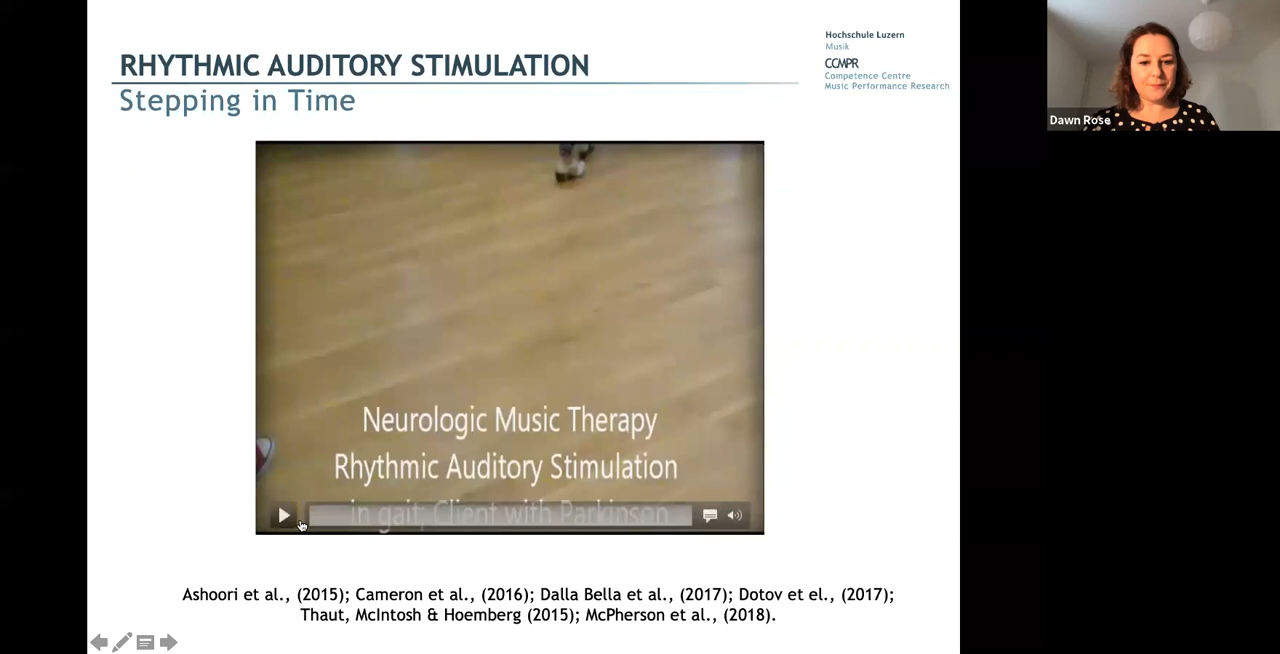 RHYTHMIC AUDITORY STIMULATION
Stepping in Time
Hochschule Luzern
Musik
CCMPR
Competence Centre
Music Performance Research
Dawn Rose
Neurologic Music Therapy
Rhythmic Auditory Stimulation
in gait; Client with Parkinson
Ashoori et al., (2015); Cameron et al., (2016); Dalla Bella et al., (2017); Dotov et el., (2017);
Thaut, McIntosh & Hoemberg (2015); McPherson et al., (2018).